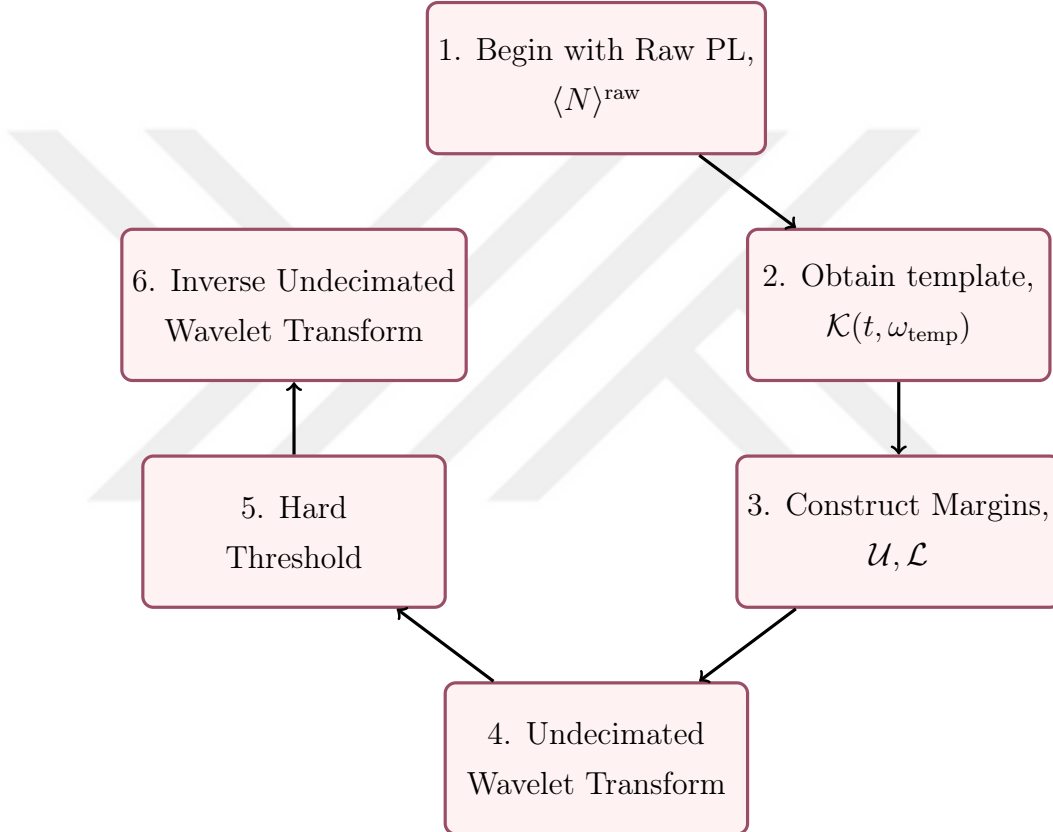 1. Begin with Raw PL,
⟨N⟩^raw
2. Obtain template,
𝒦(t, ω_temp)
3. Construct Margins,
𝒰, ℒ
4. Undecimated
Wavelet Transform
5. Hard
Threshold
6. Inverse Undecimated
Wavelet Transform